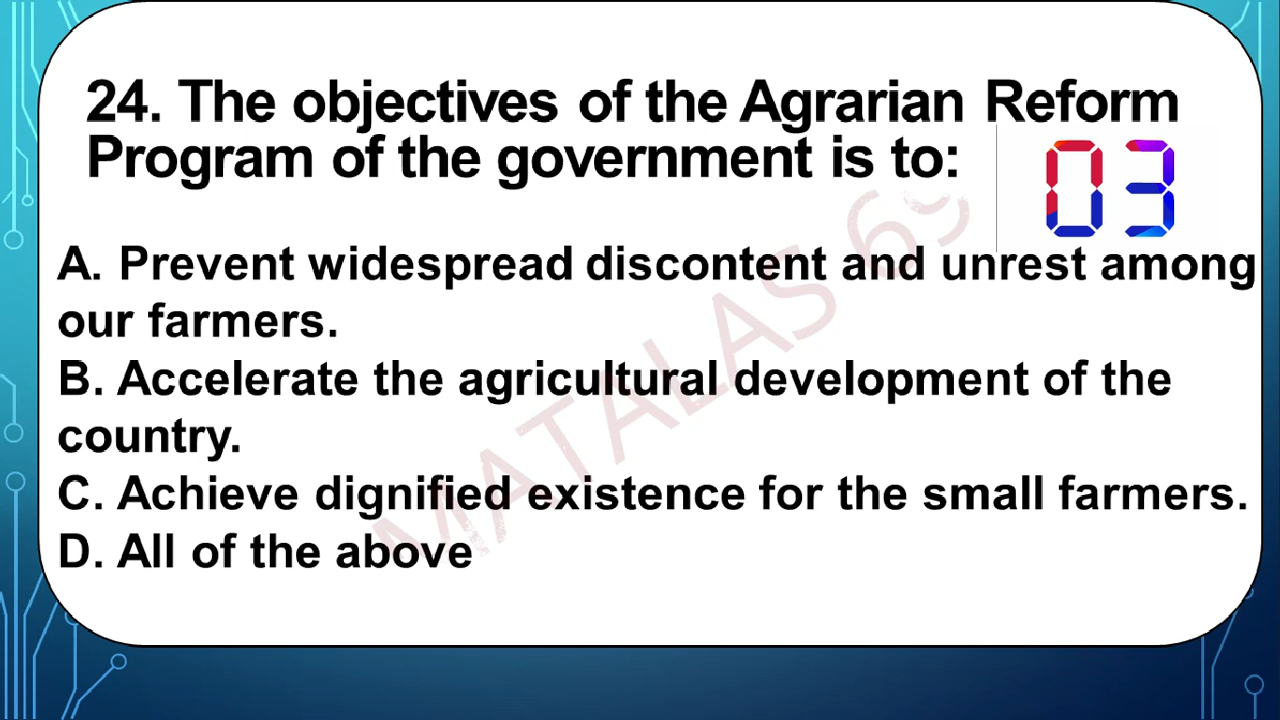 24. The objectives of the Agrarian Reform
Program of the government is to:
03
A. Prevent widespread discontent and unrest among
our farmers.
B. Accelerate the agricultural development of the
country.
C. Achieve dignified existence for the small farmers.
D. All of the above
MATALAS 69